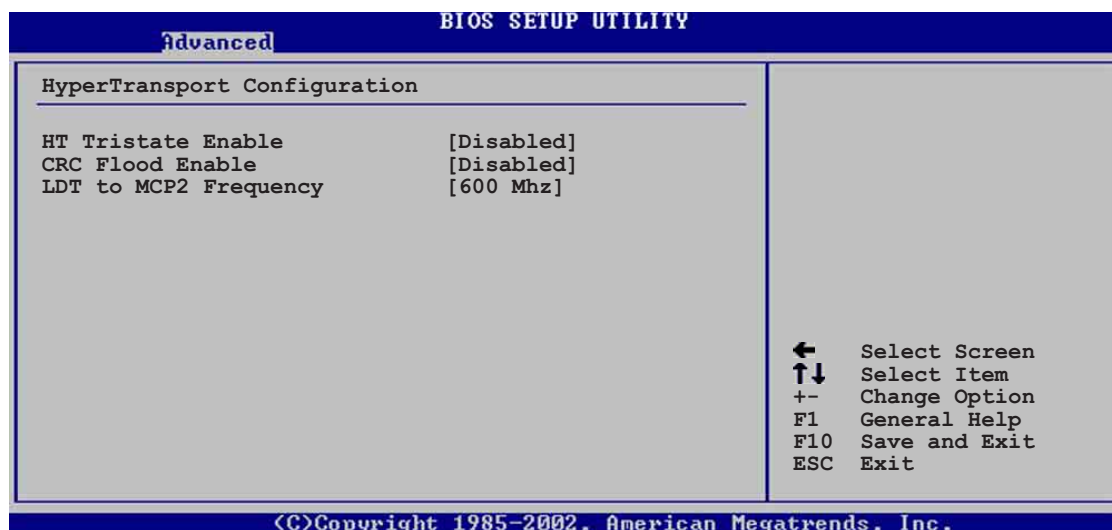 BIOS SETUP UTILITY
Advanced
HyperTransport Configuration
HT Tristate Enable [Disabled]
CRC Flood Enable [Disabled]
LDT to MCP2 Frequency [600 Mhz]
← Select Screen
↑↓ Select Item
+- Change Option
F1 General Help
F10 Save and Exit
ESC Exit
(C)Copyright 1985-2002, American Megatrends, Inc.